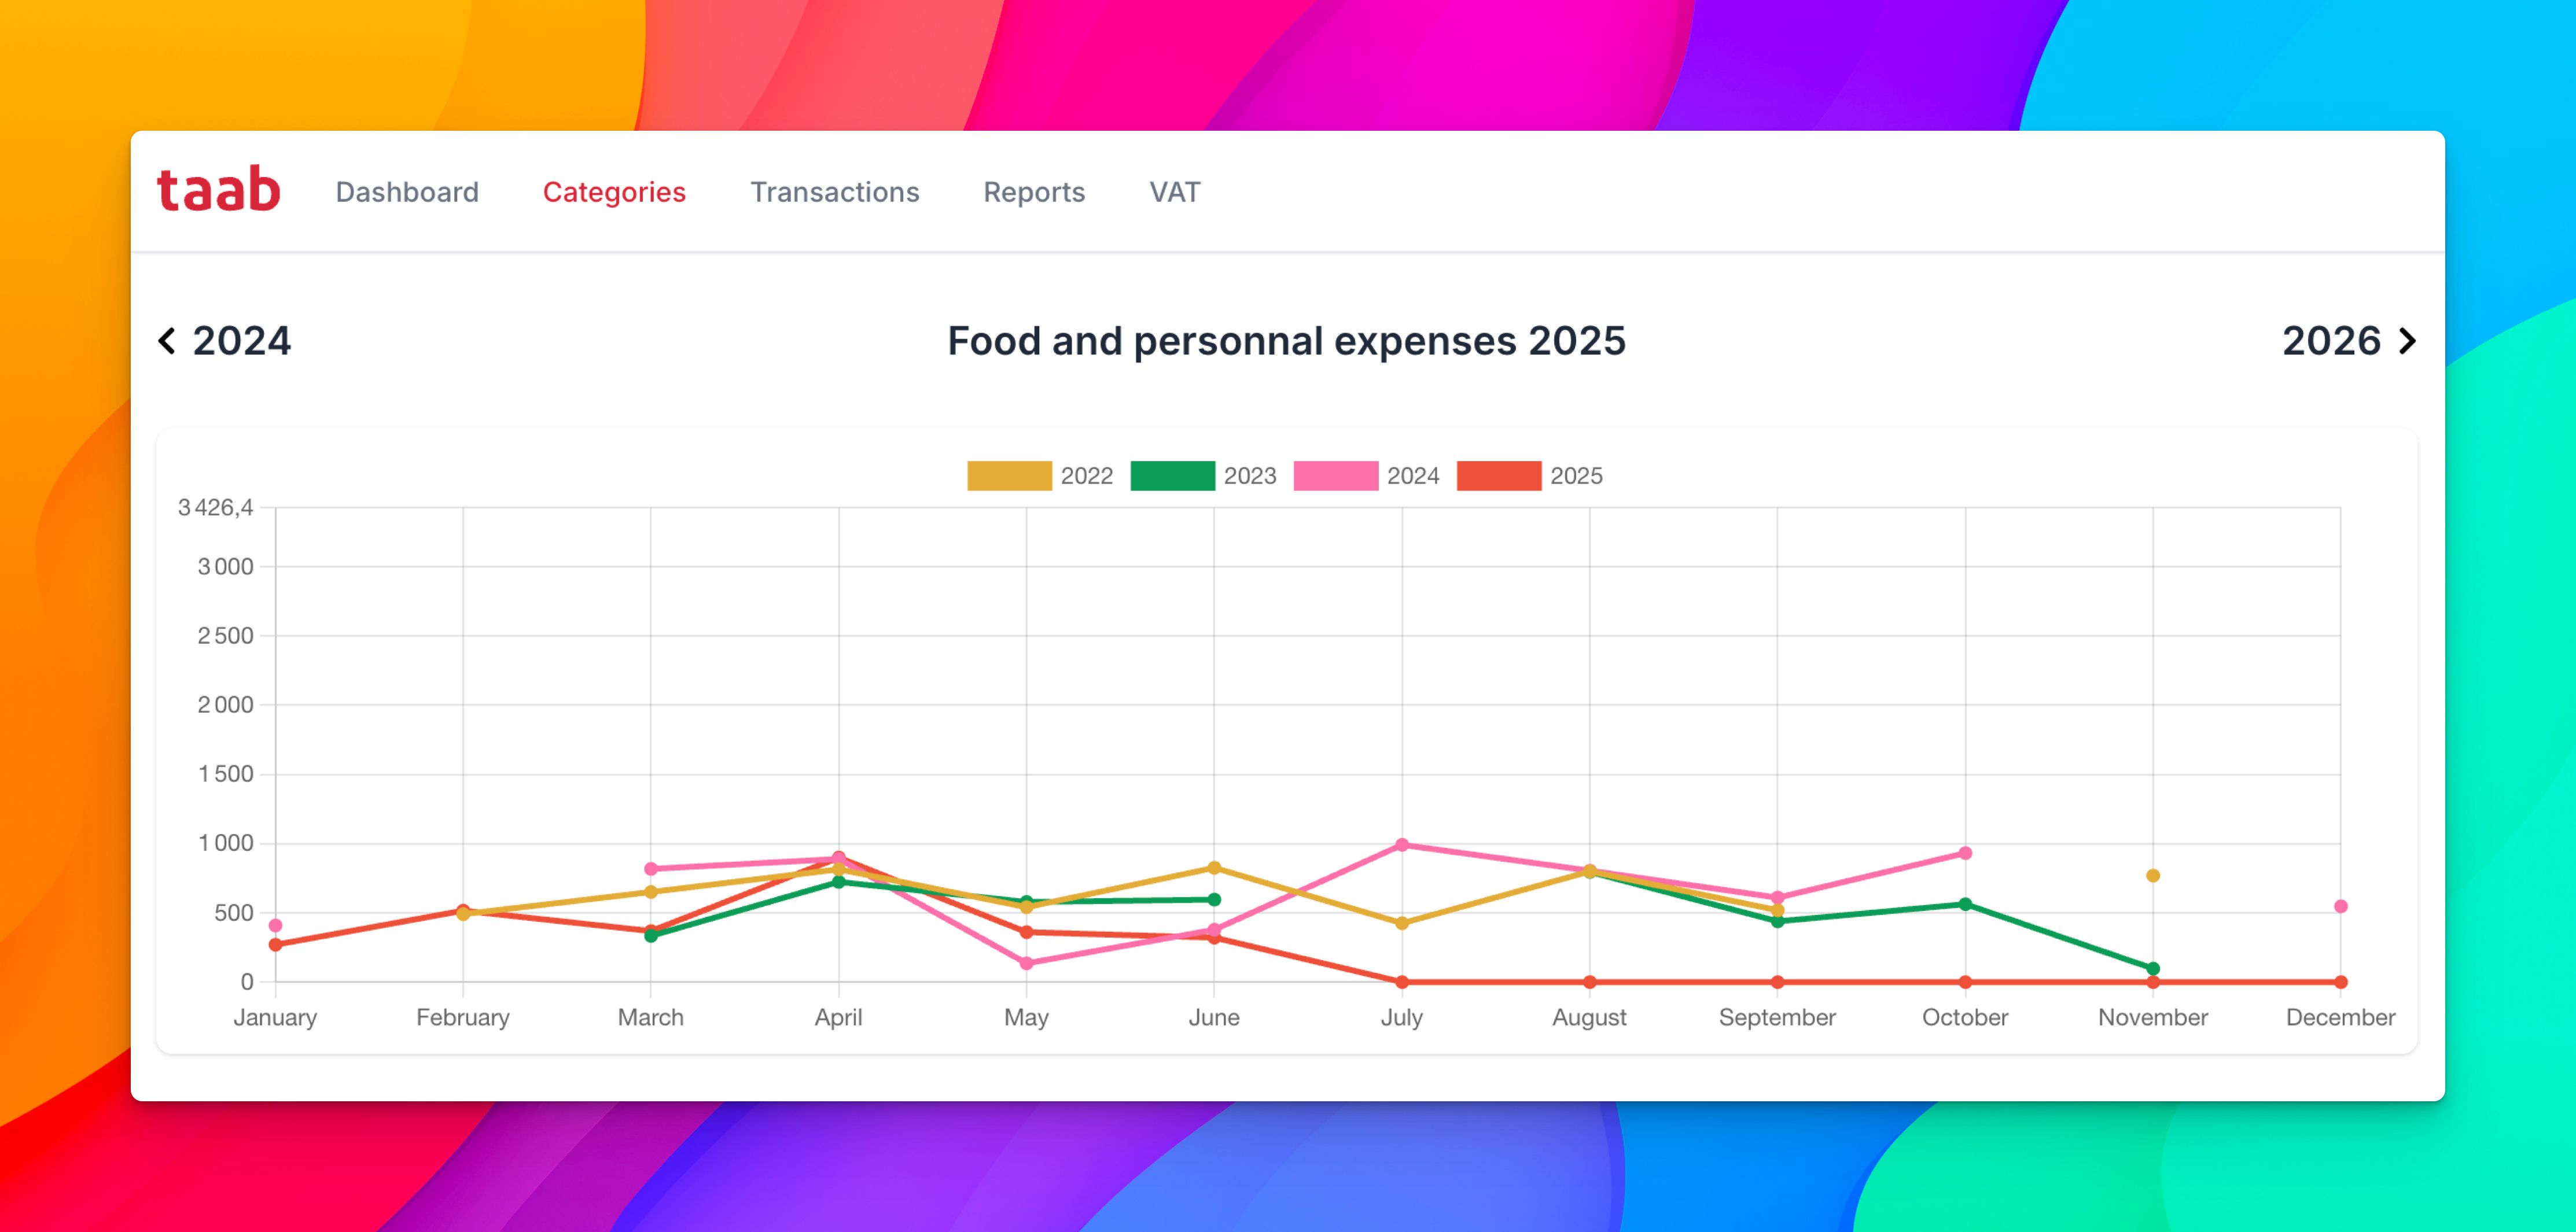 taab Dashboard Categories Transactions Reports VAT
2024 Food and personnal expenses 2025 2026
2022 2023 2024 2025
3 426,4
3 000
2 500
2 000
1 500
1 000
500
0
January February March April May June July August September October November December